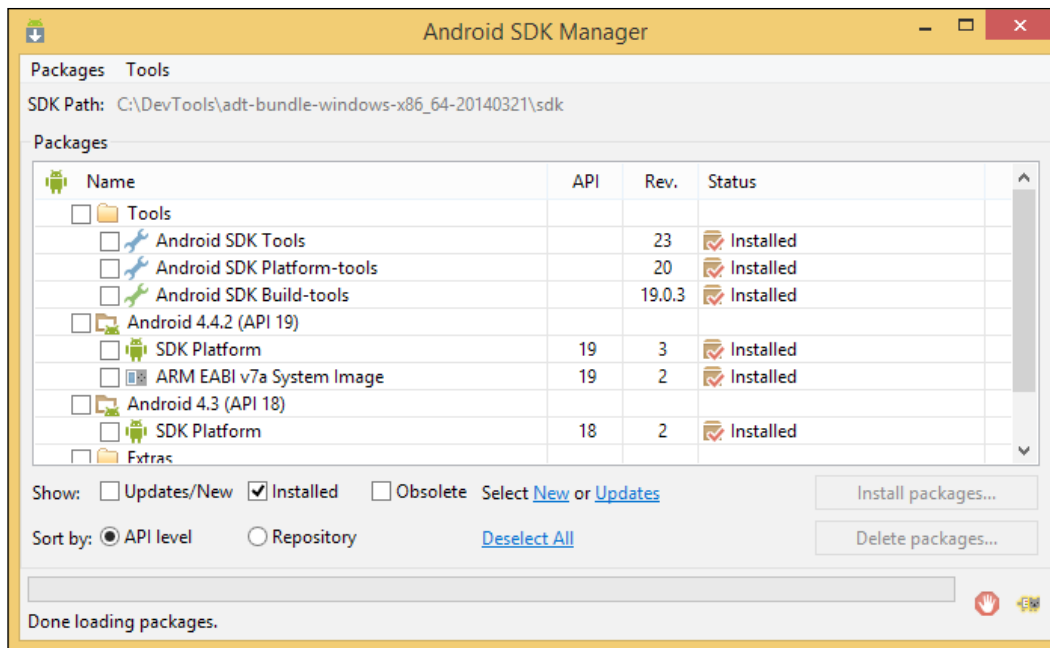 Android SDK Manager
Packages Tools
SDK Path: C:\DevTools\adt-bundle-windows-x86_64-20140321\sdk
Packages
Name API Rev. Status
Tools
Android SDK Tools 23 Installed
Android SDK Platform-tools 20 Installed
Android SDK Build-tools 19.0.3 Installed
Android 4.4.2 (API 19)
SDK Platform 19 3 Installed
ARM EABI v7a System Image 19 2 Installed
Android 4.3 (API 18)
SDK Platform 18 2 Installed
Extras
Show: Updates/New Installed Obsolete Select New or Updates Install packages...
Sort by: API level Repository Deselect All Delete packages...
Done loading packages.